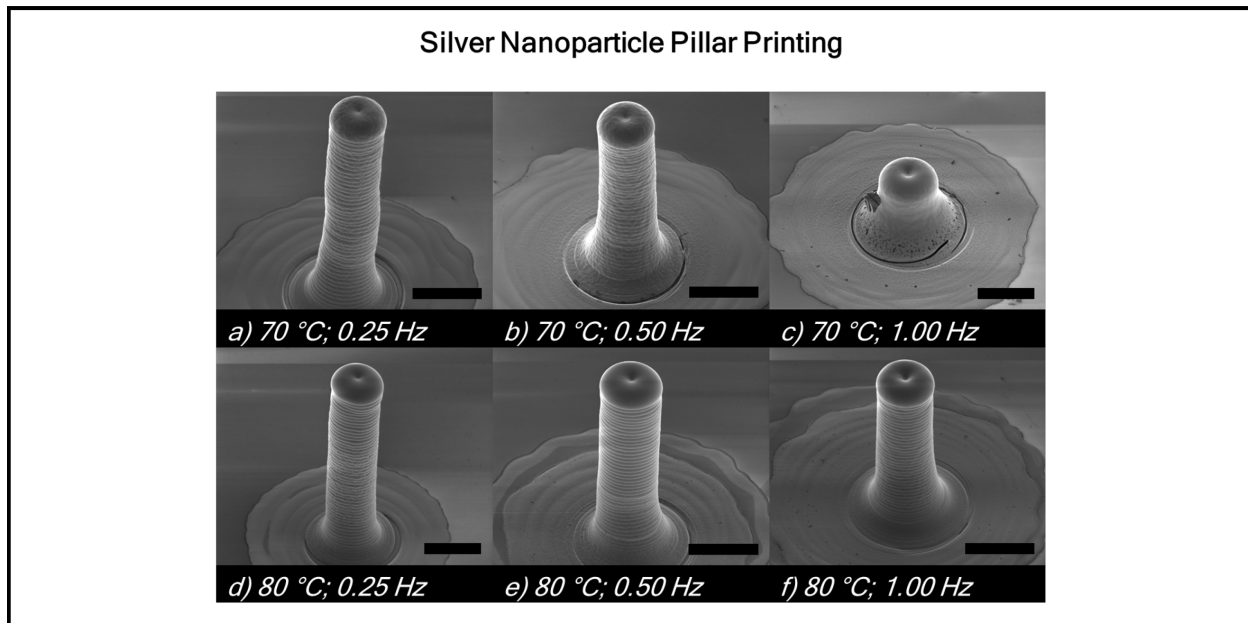 Silver Nanoparticle Pillar Printing
a) 70 °C; 0.25 Hz
b) 70 °C; 0.50 Hz
c) 70 °C; 1.00 Hz
d) 80 °C; 0.25 Hz
e) 80 °C; 0.50 Hz
f) 80 °C; 1.00 Hz